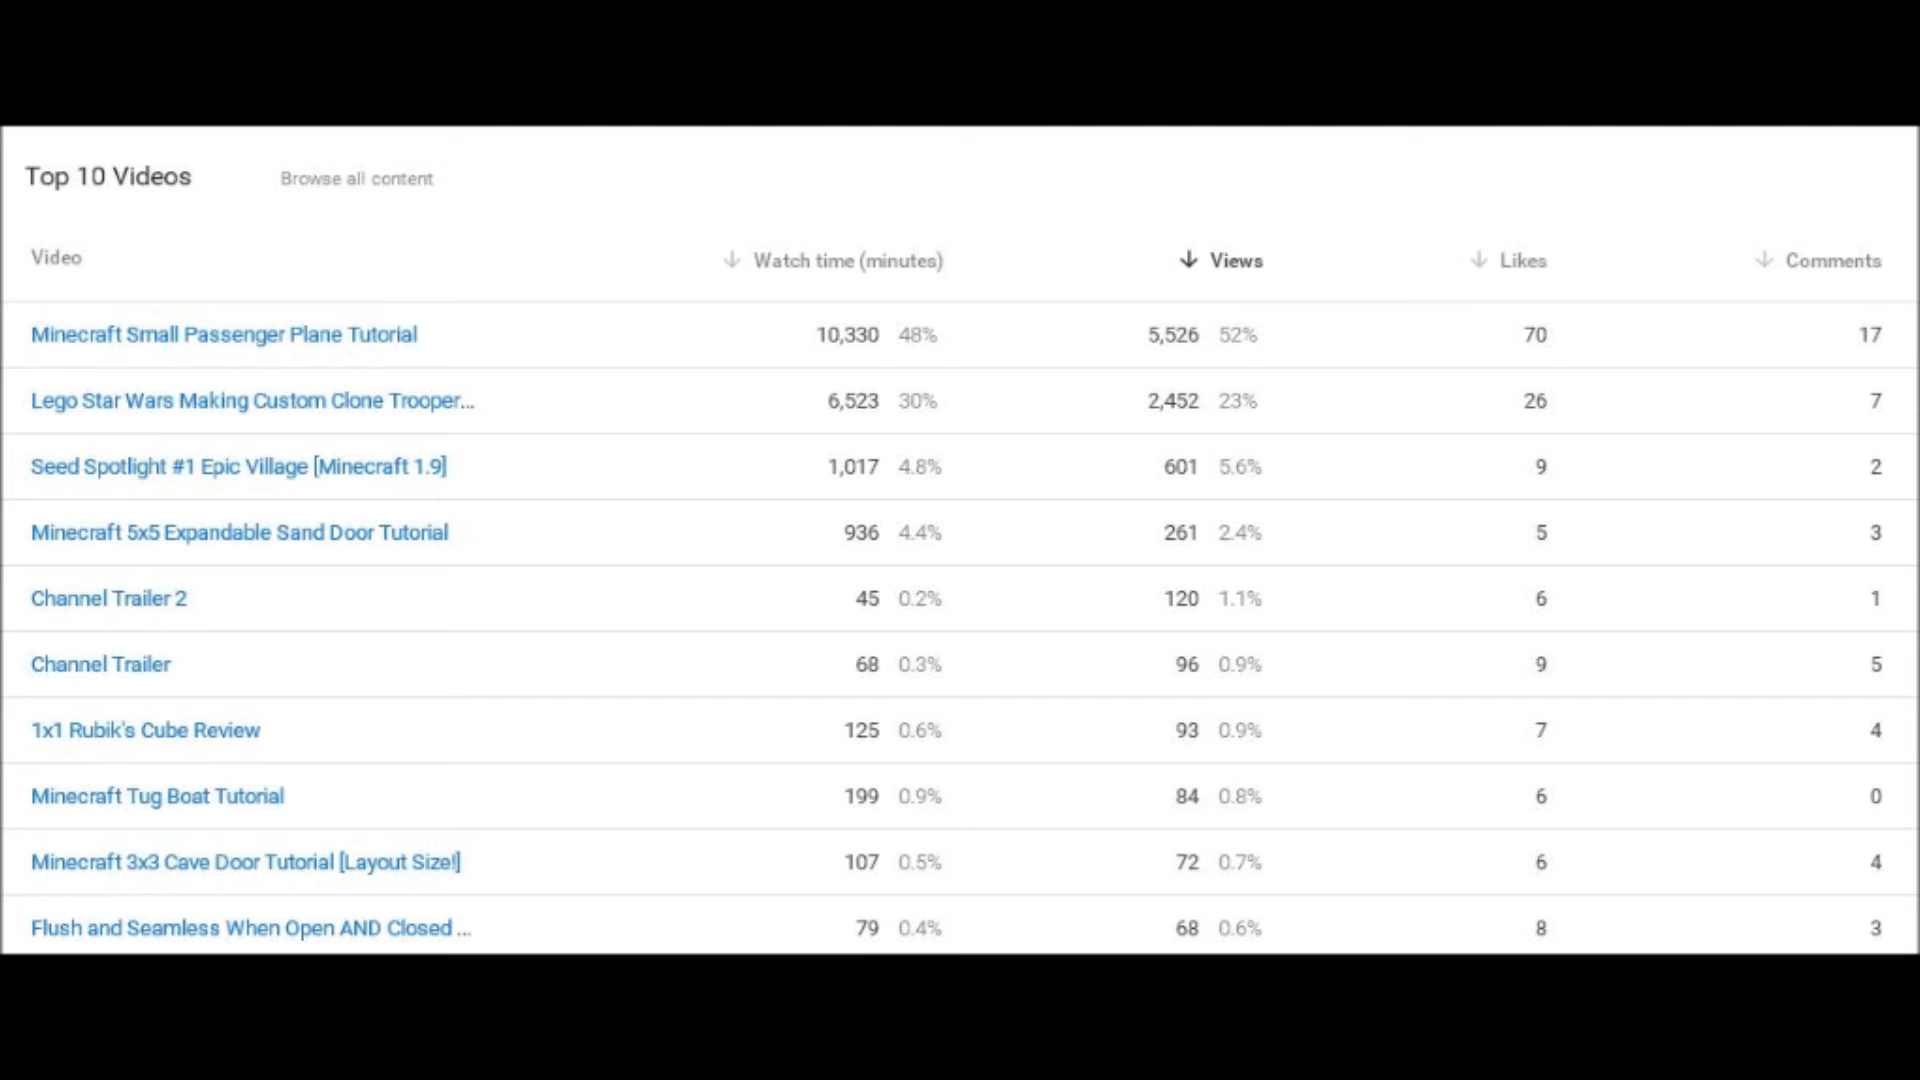 Top 10 Videos Browse all content
Video ↓ Watch time (minutes) ↓ Views ↓ Likes ↓ Comments
Minecraft Small Passenger Plane Tutorial 10,330 48% 5,526 52% 70 17
Lego Star Wars Making Custom Clone Trooper... 6,523 30% 2,452 23% 26 7
Seed Spotlight #1 Epic Village [Minecraft 1.9] 1,017 4.8% 601 5.6% 9 2
Minecraft 5x5 Expandable Sand Door Tutorial 936 4.4% 261 2.4% 5 3
Channel Trailer 2 45 0.2% 120 1.1% 6 1
Channel Trailer 68 0.3% 96 0.9% 9 5
1x1 Rubik's Cube Review 125 0.6% 93 0.9% 7 4
Minecraft Tug Boat Tutorial 199 0.9% 84 0.8% 6 0
Minecraft 3x3 Cave Door Tutorial [Layout Size!] 107 0.5% 72 0.7% 6 4
Flush and Seamless When Open AND Closed ... 79 0.4% 68 0.6% 8 3